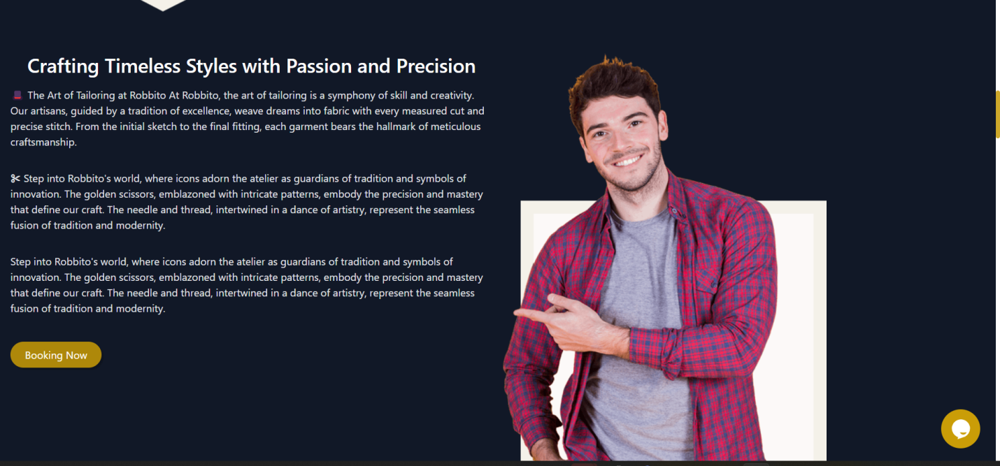 Crafting Timeless Styles with Passion and Precision
The Art of Tailoring at Robbito At Robbito, the art of tailoring is a symphony of skill and creativity.
Our artisans, guided by a tradition of excellence, weave dreams into fabric with every measured cut and
precise stitch. From the initial sketch to the final fitting, each garment bears the hallmark of meticulous
craftsmanship.
Step into Robbito's world, where icons adorn the atelier as guardians of tradition and symbols of
innovation. The golden scissors, emblazoned with intricate patterns, embody the precision and mastery
that define our craft. The needle and thread, intertwined in a dance of artistry, represent the seamless
fusion of tradition and modernity.
Step into Robbito's world, where icons adorn the atelier as guardians of tradition and symbols of
innovation. The golden scissors, emblazoned with intricate patterns, embody the precision and mastery
that define our craft. The needle and thread, intertwined in a dance of artistry, represent the seamless
fusion of tradition and modernity.
Booking Now